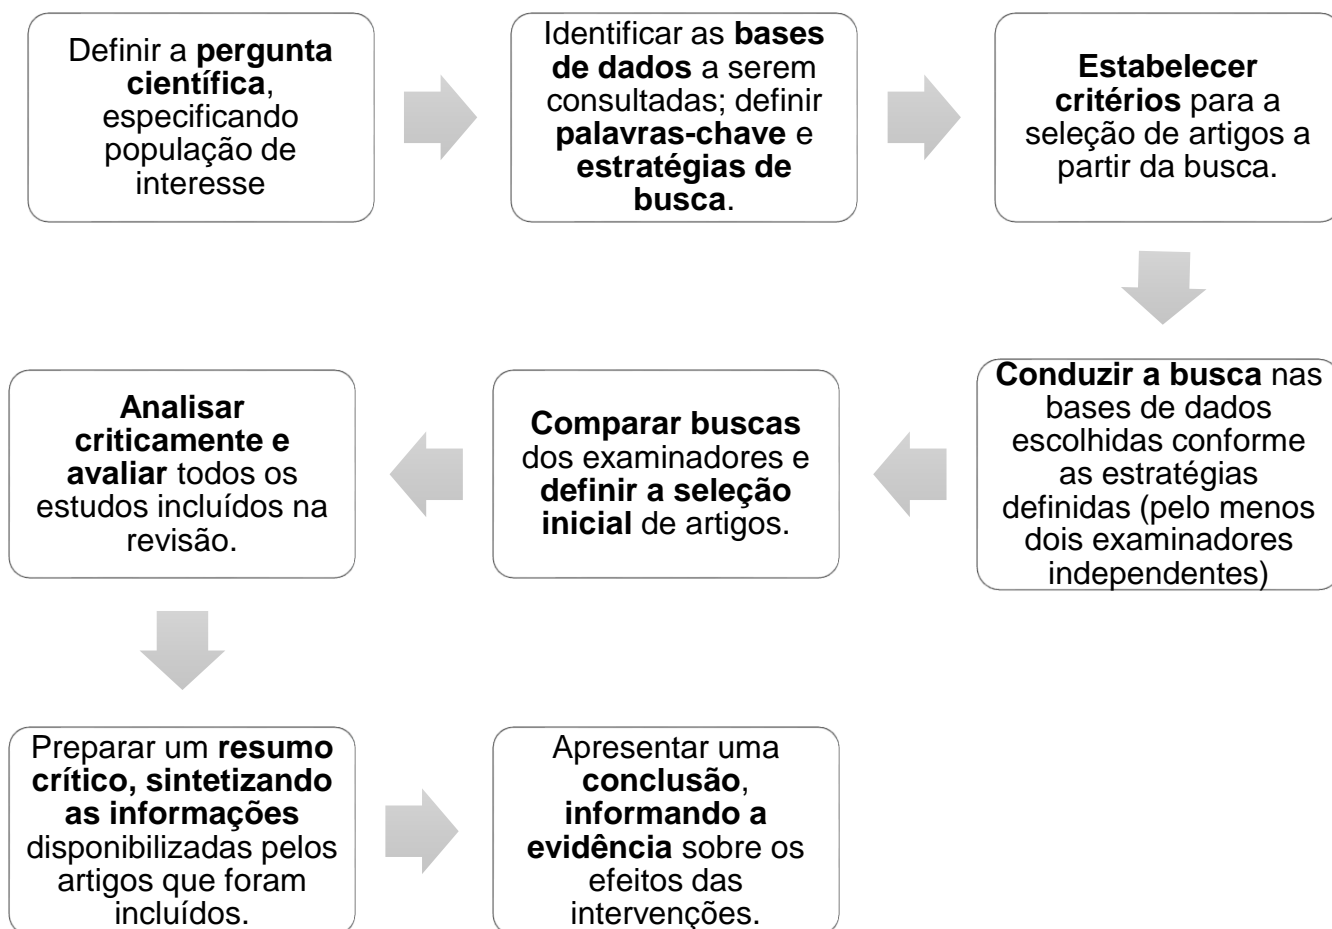 Definir a pergunta
científica,
especificando
população de
interesse
Identificar as bases
de dados a serem
consultadas; definir
palavras-chave e
estratégias de
busca.
Estabelecer
critérios para a
seleção de artigos a
partir da busca.
Conduzir a busca nas
bases de dados
escolhidas conforme
as estratégias
definidas (pelo menos
dois examinadores
independentes)
Comparar buscas
dos examinadores e
definir a seleção
inicial de artigos.
Analisar
criticamente e
avaliar todos os
estudos incluídos na
revisão.
Preparar um resumo
crítico, sintetizando
as informações
disponibilizadas pelos
artigos que foram
incluídos.
Apresentar uma
conclusão,
informando a
evidência sobre os
efeitos das
intervenções.